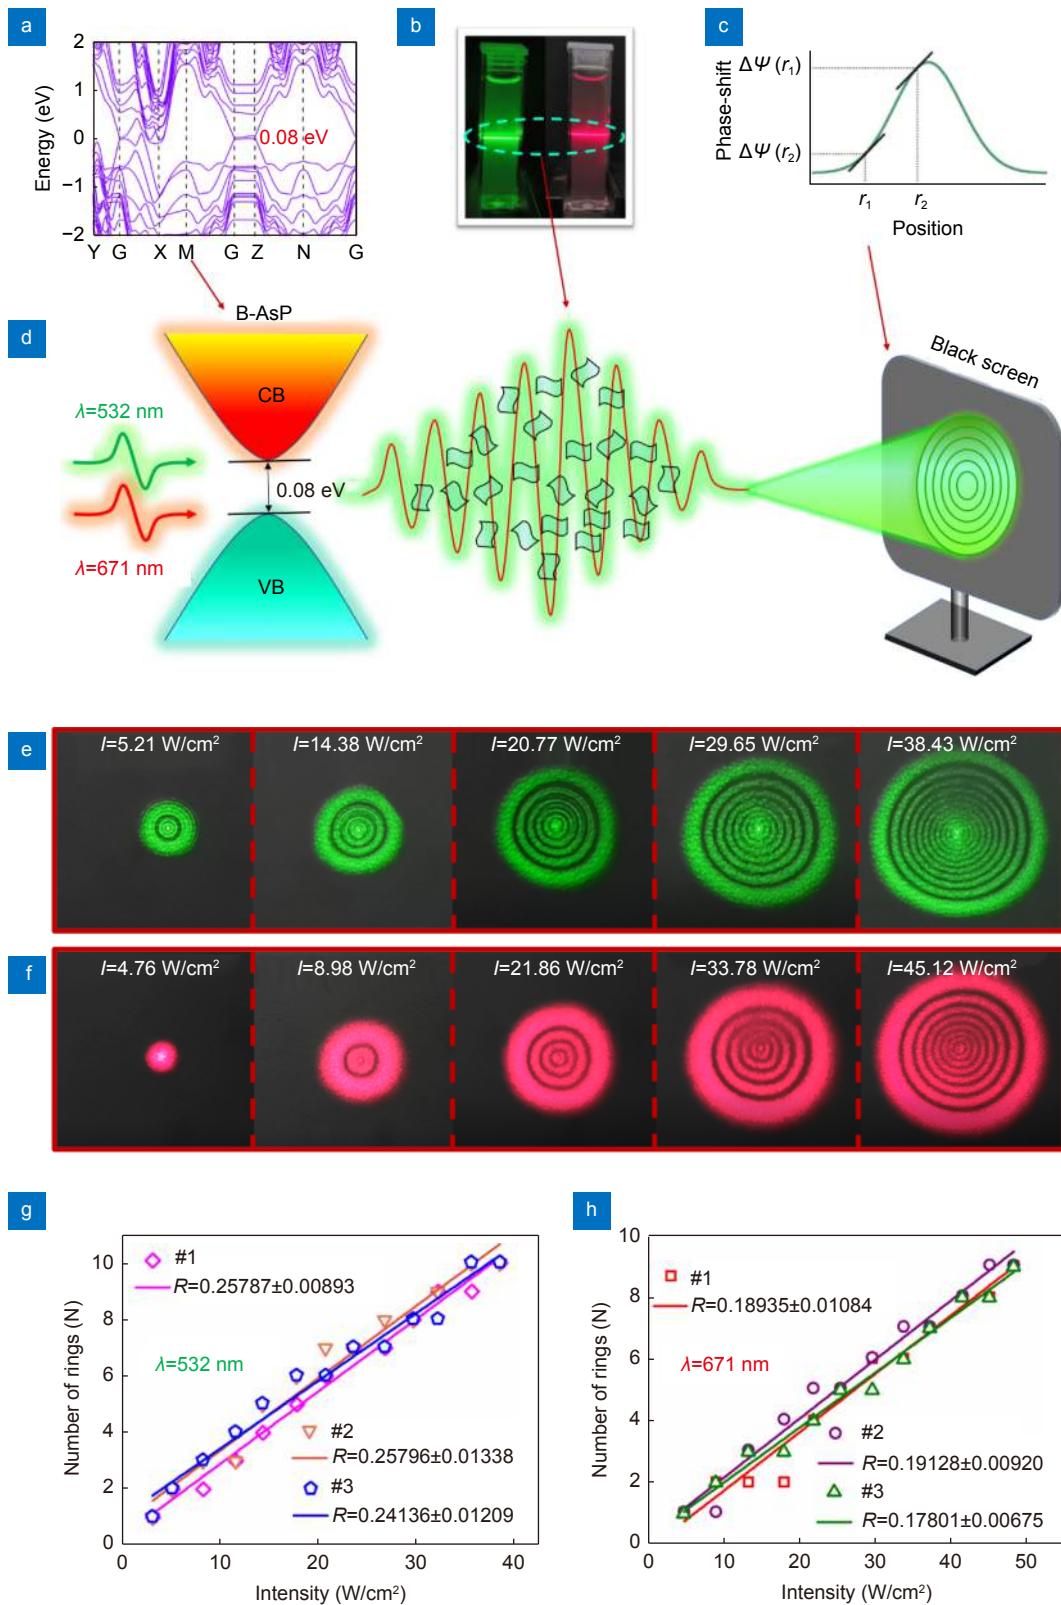 a
2
1
0
−1
−2
Energy (eV)
0.08 eV
Y G X M G Z N G
b
c
Phase-shift
ΔΨ (r₁)
ΔΨ (r₂)
r₁ r₂
Position
d
B-AsP
CB
λ=532 nm
0.08 eV
λ=671 nm
VB
Black screen
e
I=5.21 W/cm²
I=14.38 W/cm²
I=20.77 W/cm²
I=29.65 W/cm²
I=38.43 W/cm²
f
I=4.76 W/cm²
I=8.98 W/cm²
I=21.86 W/cm²
I=33.78 W/cm²
I=45.12 W/cm²
g
10
8
6
4
2
0
Number of rings (N)
#1
R=0.25787±0.00893
λ=532 nm
#2
R=0.25796±0.01338
#3
R=0.24136±0.01209
0 10 20 30 40
Intensity (W/cm²)
h
10
8
6
4
2
0
Number of rings (N)
#1
R=0.18935±0.01084
λ=671 nm
#2
R=0.19128±0.00920
#3
R=0.17801±0.00675
0 10 20 30 40 50
Intensity (W/cm²)